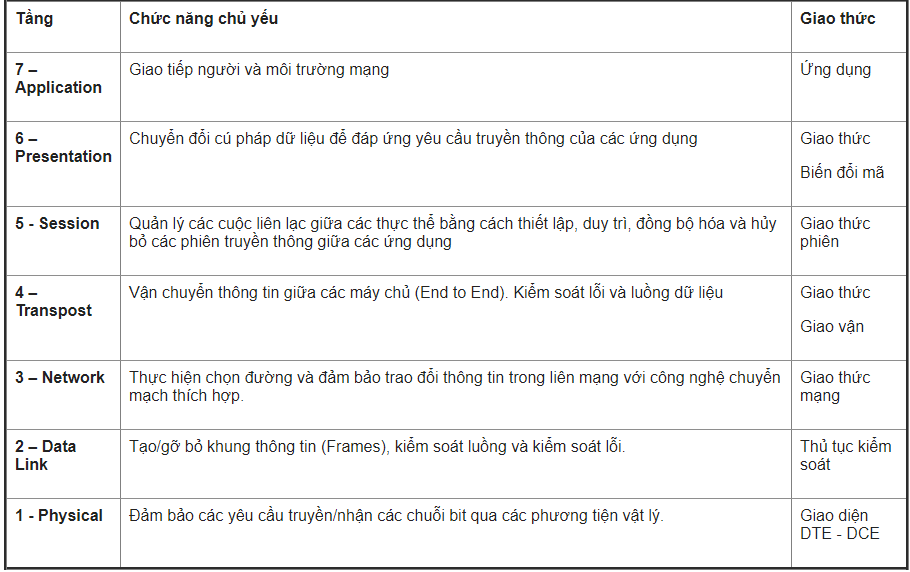 Tầng Chức năng chủ yếu Giao thức
7 – Application Giao tiếp người và môi trường mạng Ứng dụng
6 – Presentation Chuyển đổi cú pháp dữ liệu để đáp ứng yêu cầu truyền thông của các ứng dụng Giao thức
Biến đổi mã
5 - Session Quản lý các cuộc liên lạc giữa các thực thể bằng cách thiết lập, duy trì, đồng bộ hóa và hủy
bỏ các phiên truyền thông giữa các ứng dụng
Giao thức
phiên
4 –
Transpost
Vận chuyển thông tin giữa các máy chủ (End to End). Kiểm soát lỗi và luồng dữ liệu
Giao thức
Giao vận
3 – Network
Thực hiện chọn đường và đảm bảo trao đổi thông tin trong liên mạng với công nghệ chuyển
mạch thích hợp.
Giao thức
mạng
2 – Data
Link
Tạo/gỡ bỏ khung thông tin (Frames), kiểm soát luồng và kiểm soát lỗi.
Thủ tục kiểm
soát
1 - Physical
Đảm bảo các yêu cầu truyền/nhận các chuỗi bit qua các phương tiện vật lý.
Giao diện
DTE - DCE